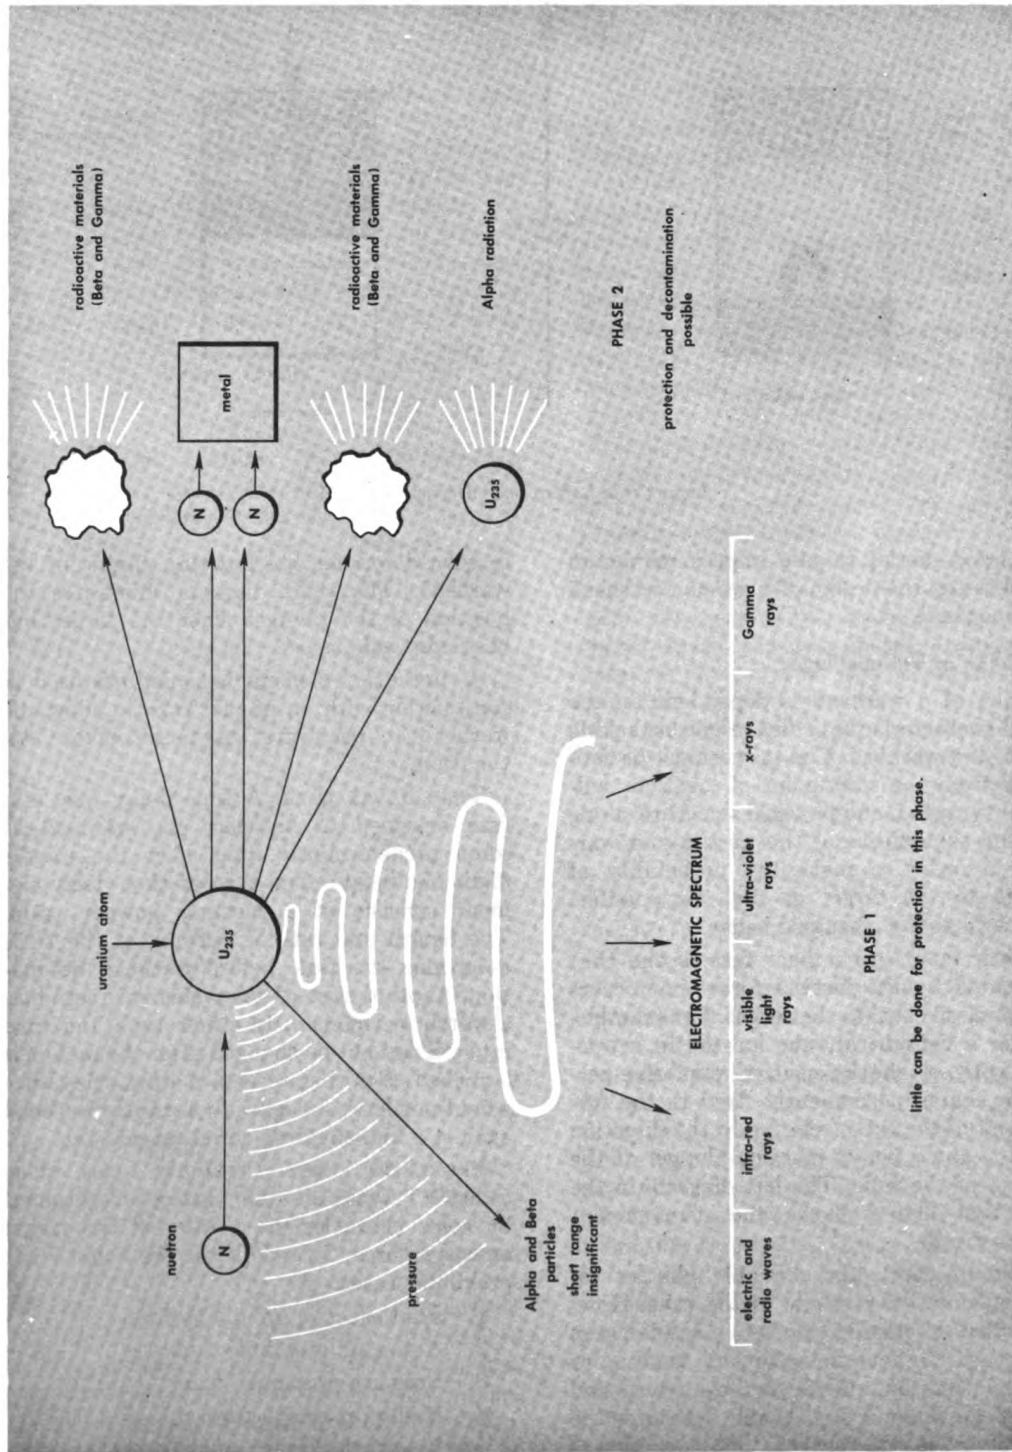 nuetron
N
uranium atom
U235
pressure
Alpha and Beta
particles
short range
insignificant
radioactive materials
(Beta and Gamma)
N
N
metal
radioactive materials
(Beta and Gamma)
U235
Alpha radiation
ELECTROMAGNETIC SPECTRUM
electric and
radio waves
infra-red
rays
visible
light
rays
ultra-violet
rays
x-rays
Gamma
rays
PHASE 1
little can be done for protection in this phase.
PHASE 2
protection and decontamination
possible